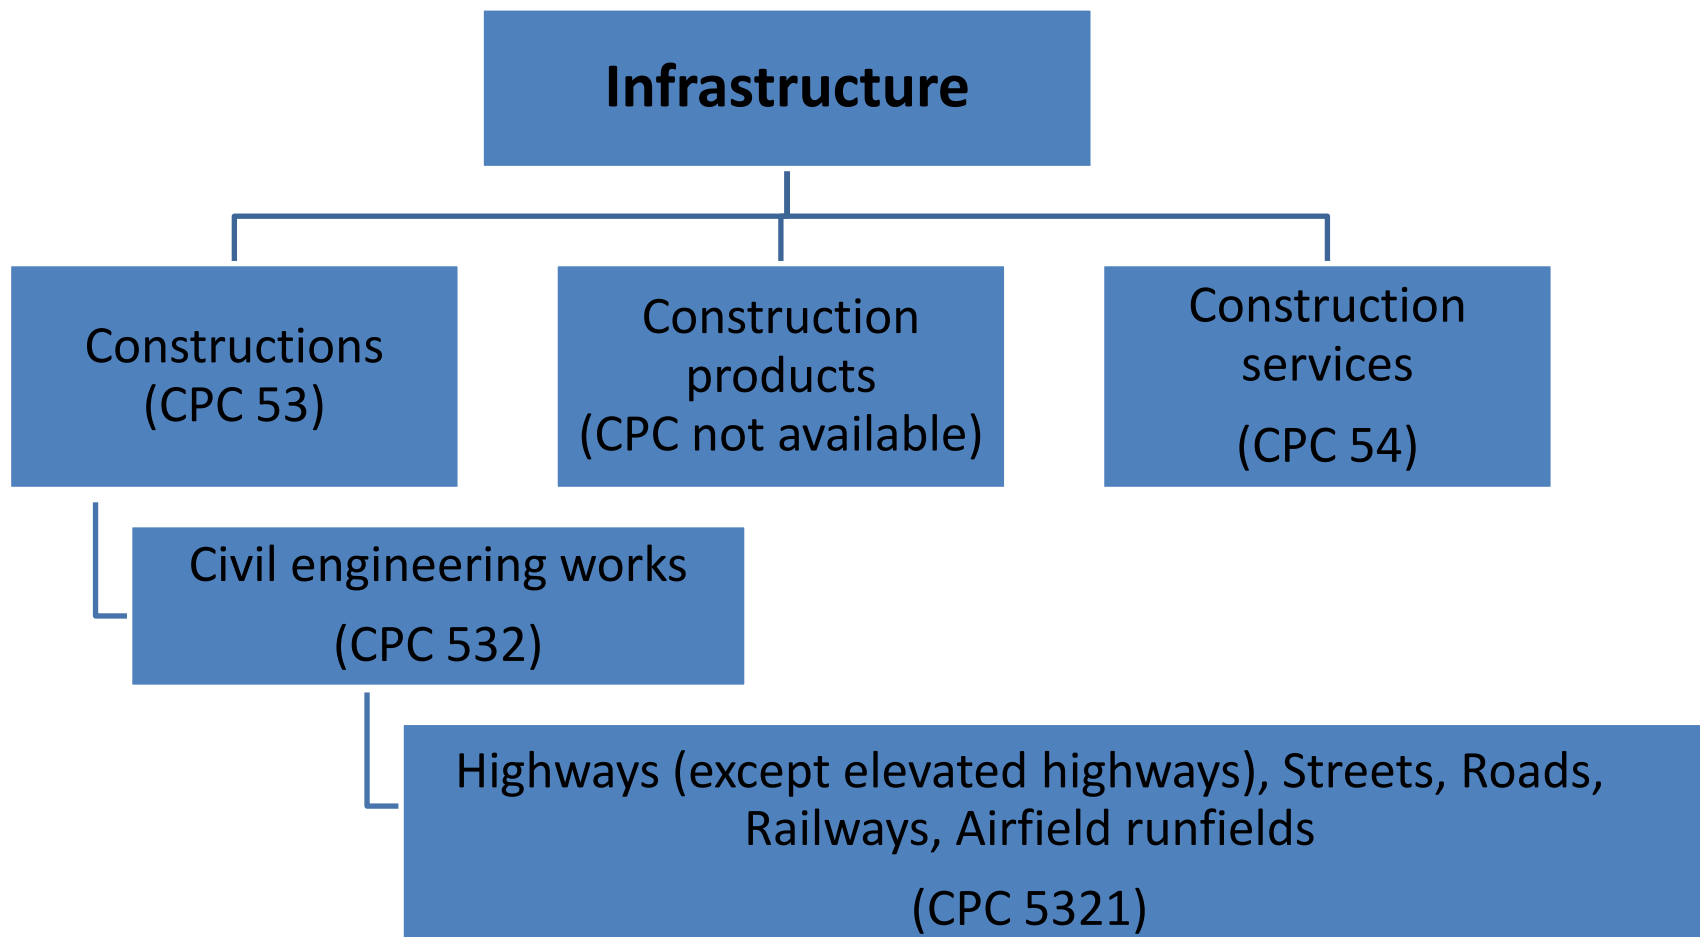 Infrastructure
Constructions
(CPC 53)
Construction
products
(CPC not available)
Construction
services
(CPC 54)
Civil engineering works
(CPC 532)
Highways (except elevated highways), Streets, Roads,
Railways, Airfield runfields
(CPC 5321)